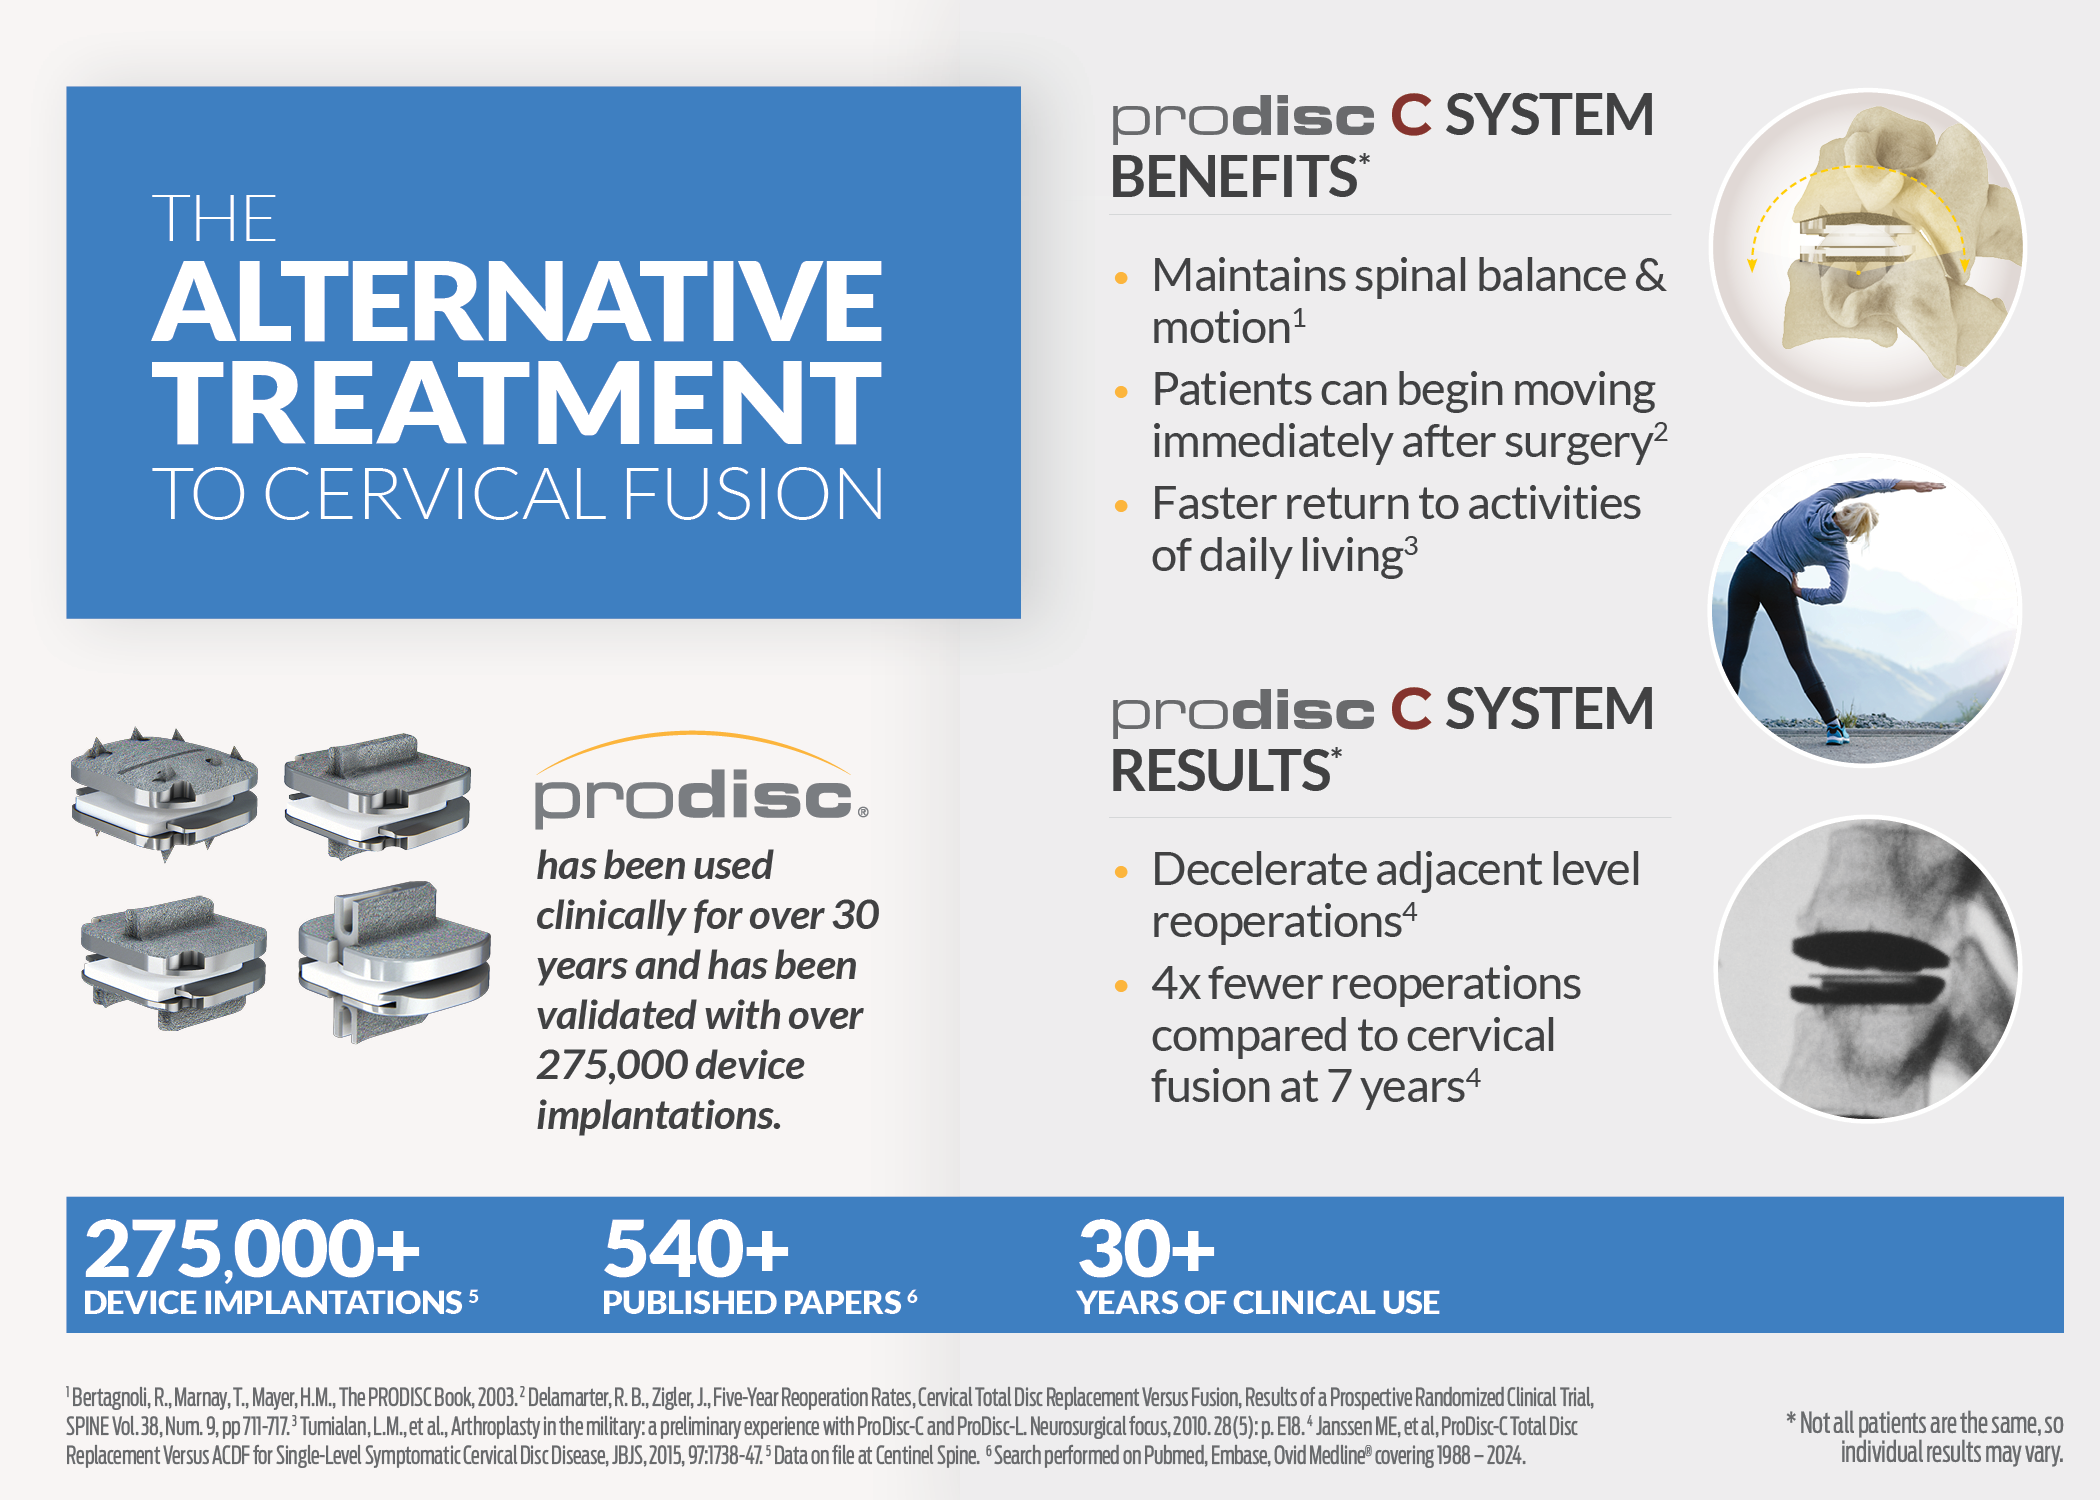 THE
ALTERNATIVE
TREATMENT
TO CERVICAL FUSION
prodisc®
has been used
clinically for over 30
years and has been
validated with over
275,000 device
implantations.
prodisc C SYSTEM
BENEFITS*
• Maintains spinal balance &
motion¹
• Patients can begin moving
immediately after surgery²
• Faster return to activities
of daily living³
prodisc C SYSTEM
RESULTS*
• Decelerate adjacent level
reoperations⁴
• 4x fewer reoperations
compared to cervical
fusion at 7 years⁴
275,000+
DEVICE IMPLANTATIONS ⁵
540+
PUBLISHED PAPERS ⁶
30+
YEARS OF CLINICAL USE
¹ Bertagnoli, R., Marnay, T., Mayer, H.M., The PRODISC Book, 2003. ² Delamarter, R. B., Zigler, J., Five-Year Reoperation Rates, Cervical Total Disc Replacement Versus Fusion, Results of a Prospective Randomized Clinical Trial,
SPINE Vol. 38, Num. 9, pp 711-717. ³ Tumialan, L.M., et al., Arthroplasty in the military: a preliminary experience with ProDisc-C and ProDisc-L. Neurosurgical focus, 2010. 28(5): p. E18. ⁴ Janssen ME, et al, ProDisc-C Total Disc
Replacement Versus ACDF for Single-Level Symptomatic Cervical Disc Disease, JBJS, 2015, 97:1738-47. ⁵ Data on file at Centinel Spine. ⁶ Search performed on Pubmed, Embase, Ovid Medline® covering 1988 – 2024.
* Not all patients are the same, so
individual results may vary.